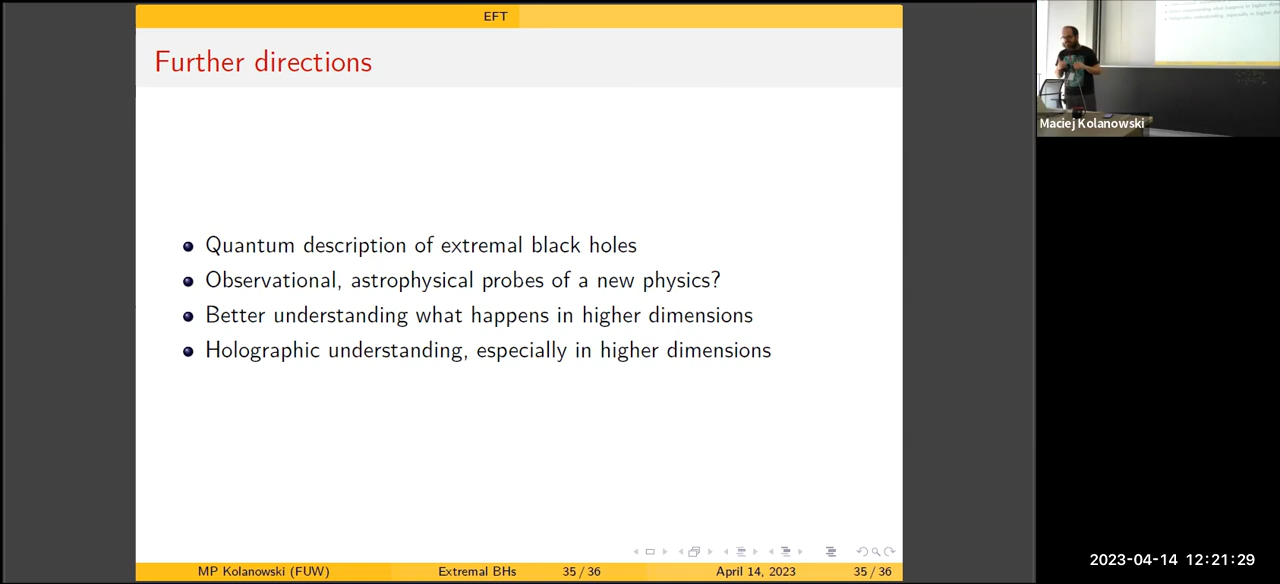 EFT
Further directions
Quantum description of extremal black holes
Observational, astrophysical probes of a new physics?
Better understanding what happens in higher dimensions
Holographic understanding, especially in higher dimensions
MP Kolanowski (FUW) Extremal BHs 35 / 36 April 14, 2023 35 / 36
Maciej Kolanowski
2023-04-14 12:21:29